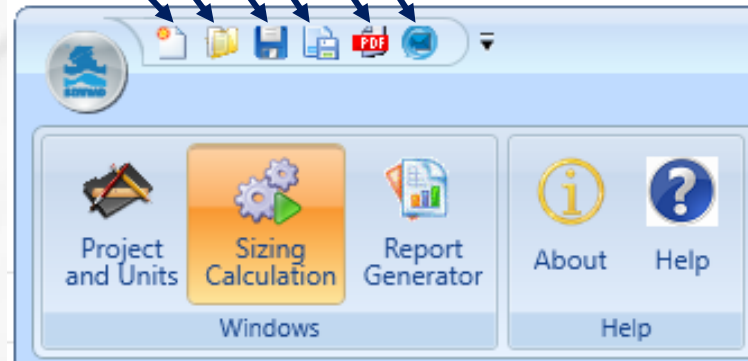 PDF
Project
and Units
Sizing
Calculation
Report
Generator
About
Help
Windows
Help